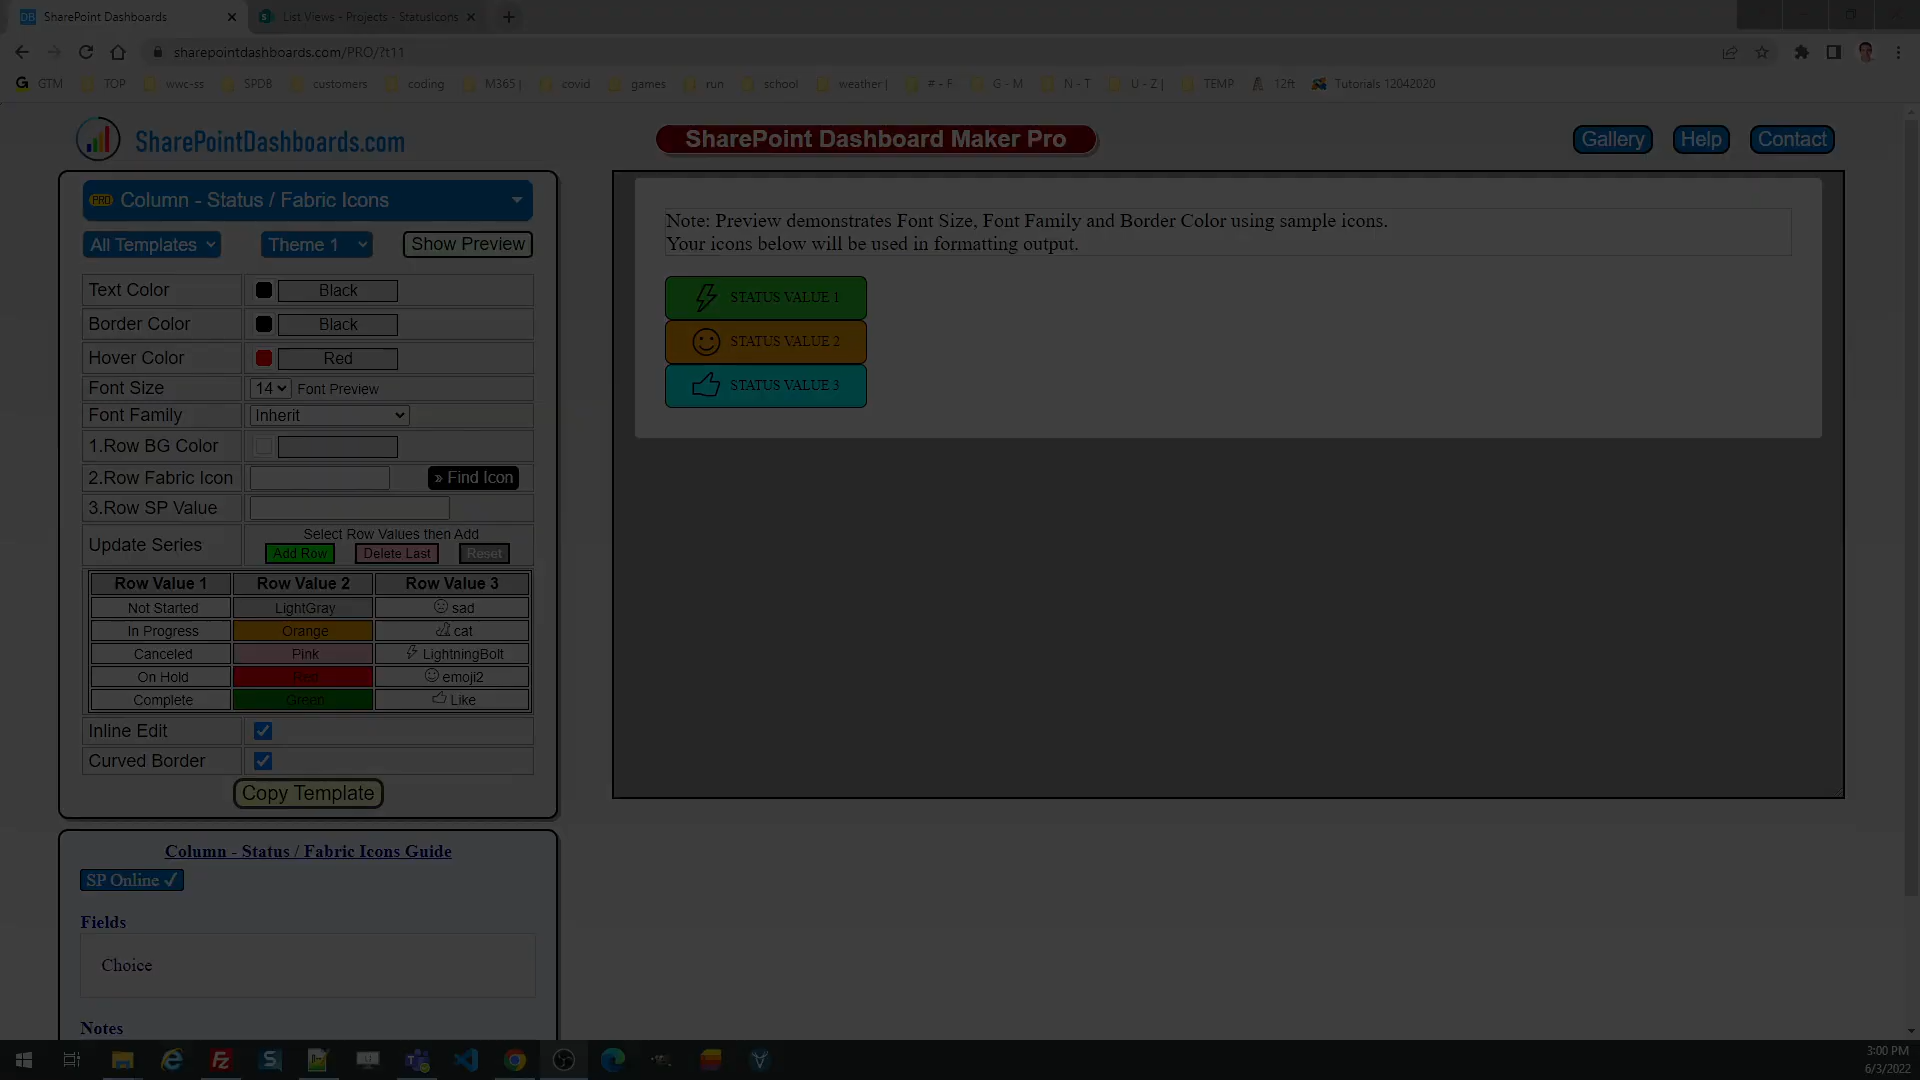 SharePoint Dashboards
List Views - Projects - StatusIcons
sharepointdashboards.com/PRO/?t11
GTM
TOP
wwc-ss
SPDB
customers
coding
M365 |
covid
games
run
school
weather |
# - F
G - M
N - T
U - Z |
TEMP
12ft
Tutorials 12042020
SharePointDashboards.com
SharePoint Dashboard Maker Pro
Gallery
Help
Contact
PRO Column - Status / Fabric Icons
All Templates
Theme 1
Show Preview
Text Color
Black
Border Color
Black
Hover Color
Red
Font Size
14
Font Preview
Font Family
Inherit
1.Row BG Color
2.Row Fabric Icon
» Find Icon
3.Row SP Value
Update Series
Select Row Values then Add
Add Row
Delete Last
Reset
Row Value 1 Row Value 2 Row Value 3
Not Started LightGray sad
In Progress Orange cat
Canceled Pink LightningBolt
On Hold Red emoji2
Complete Green Like
Inline Edit
Curved Border
Copy Template
Column - Status / Fabric Icons Guide
SP Online ✓
Fields
Choice
Notes
Note: Preview demonstrates Font Size, Font Family and Border Color using sample icons.
Your icons below will be used in formatting output.
STATUS VALUE 1
STATUS VALUE 2
STATUS VALUE 3
3:00 PM
6/3/2022